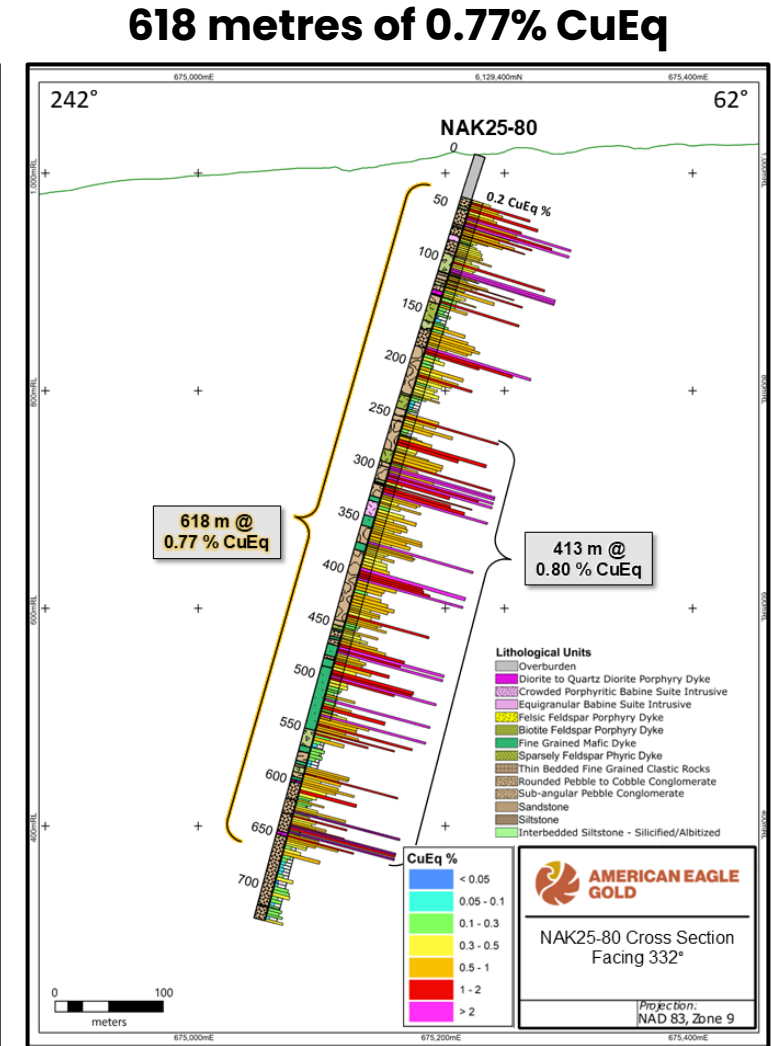 618 metres of 0.77% CuEq
675,000mE
6,129,400mN
675,400mE
242°
62°
NAK25-80
0
1,000mRL
1,000mRL
50
0.2 CuEq %
100
150
200
800mRL
800mRL
250
300
350
618 m @
0.77 % CuEq
413 m @
0.80 % CuEq
400
600mRL
600mRL
450
500
550
600
650
700
400mRL
400mRL
Lithological Units
Overburden
Diorite to Quartz Diorite Porphyry Dyke
Crowded Porphyritic Babine Suite Intrusive
Equigranular Babine Suite Intrusive
Felsic Feldspar Porphyry Dyke
Biotite Feldspar Porphyry Dyke
Fine Grained Mafic Dyke
Sparsely Feldspar Phyric Dyke
Thin Bedded Fine Grained Clastic Rocks
Rounded Pebble to Cobble Conglomerate
Sub-angular Pebble Conglomerate
Sandstone
Siltstone
Interbedded Siltstone - Silicified/Albitized
CuEq %
< 0.05
0.05 - 0.1
0.1 - 0.3
0.3 - 0.5
0.5 - 1
1 - 2
> 2
AMERICAN EAGLE
GOLD
NAK25-80 Cross Section
Facing 332°
Projection:
NAD 83, Zone 9
0
100
meters
675,000mE
675,200mE
675,400mE